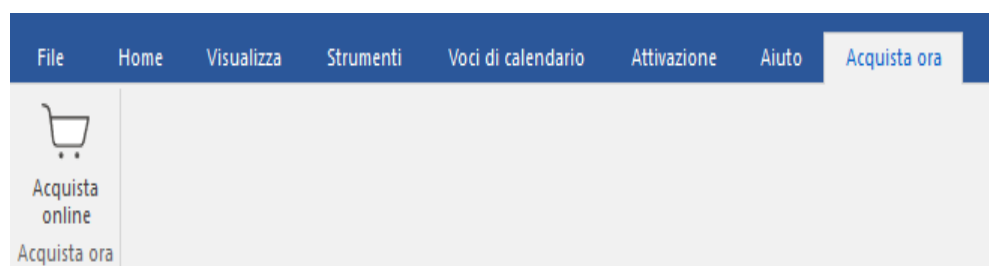 File Home Visualizza Strumenti Voci di calendario Attivazione Aiuto Acquista ora
Acquista
online
Acquista ora